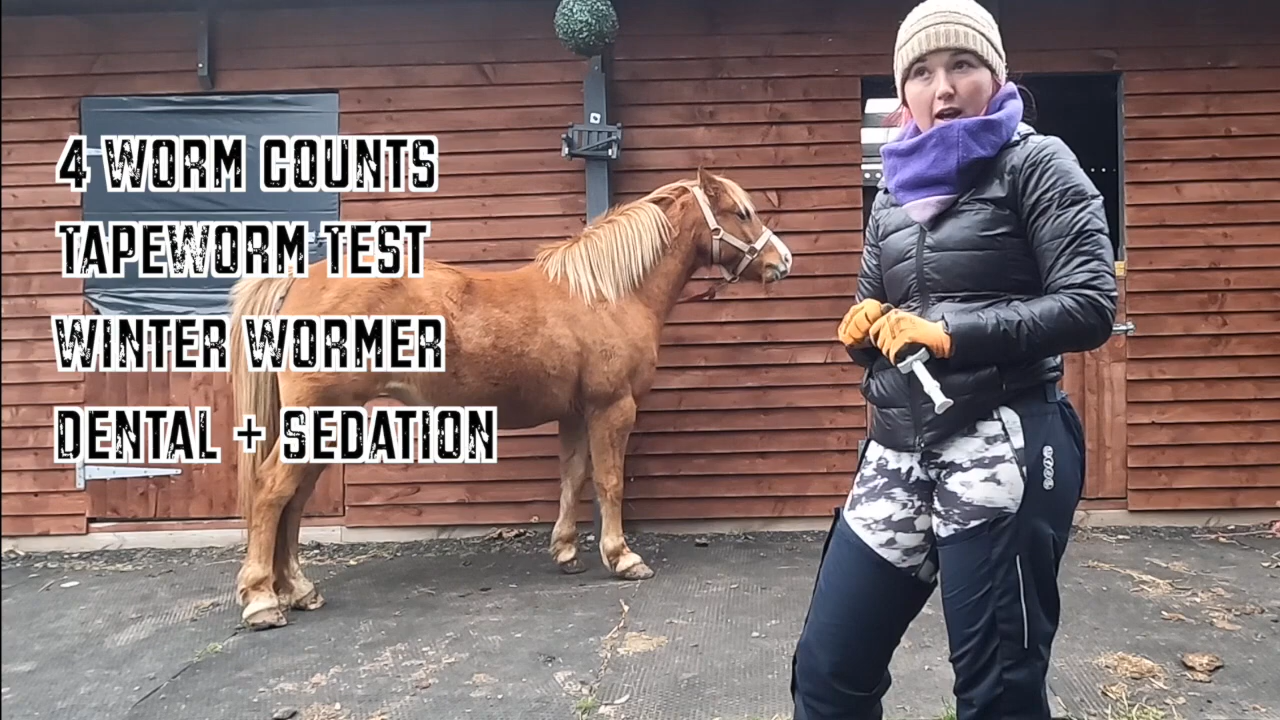 4 WORM COUNTS
TAPEWORM TEST
WINTER WORMER
DENTAL + SEDATION